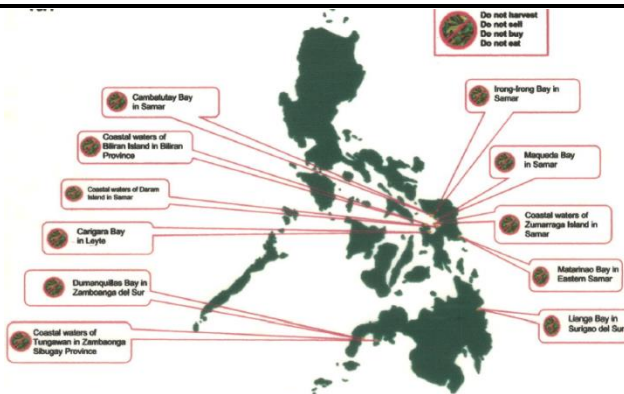 Do not harvest
Do not sell
Do not buy
Do not eat
Cambatutay Bay
in Samar
Irong-Irong Bay in
Samar
Coastal waters of
Biliran Island in Biliran
Province
Maqueda Bay
in Samar
Coastal waters of Daram
Island in Samar
Coastal waters of
Zumarraga Island in
Samar
Carigara Bay
in Leyte
Matarinao Bay in
Eastern Samar
Dumanquillas Bay in
Zamboanga del Sur
Lianga Bay in
Surigao del Sur
Coastal waters of
Tungawan in Zambaonga
Sibugay Province